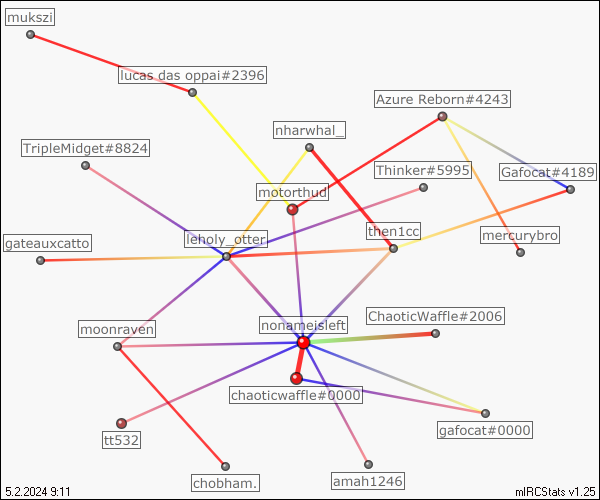 mukszi
lucas das oppai#2396
Azure Reborn#4243
nharwhal_
TripleMidget#8824
Thinker#5995
Gafocat#4189
motorthud
then1cc
mercurybro
leholy_otter
gateauxcatto
ChaoticWaffle#2006
moonraven
nonameisleft
chaoticwaffle#0000
gafocat#0000
tt532
chobham.
amah1246
5.2.2024 9:11
mIRCStats v1.25